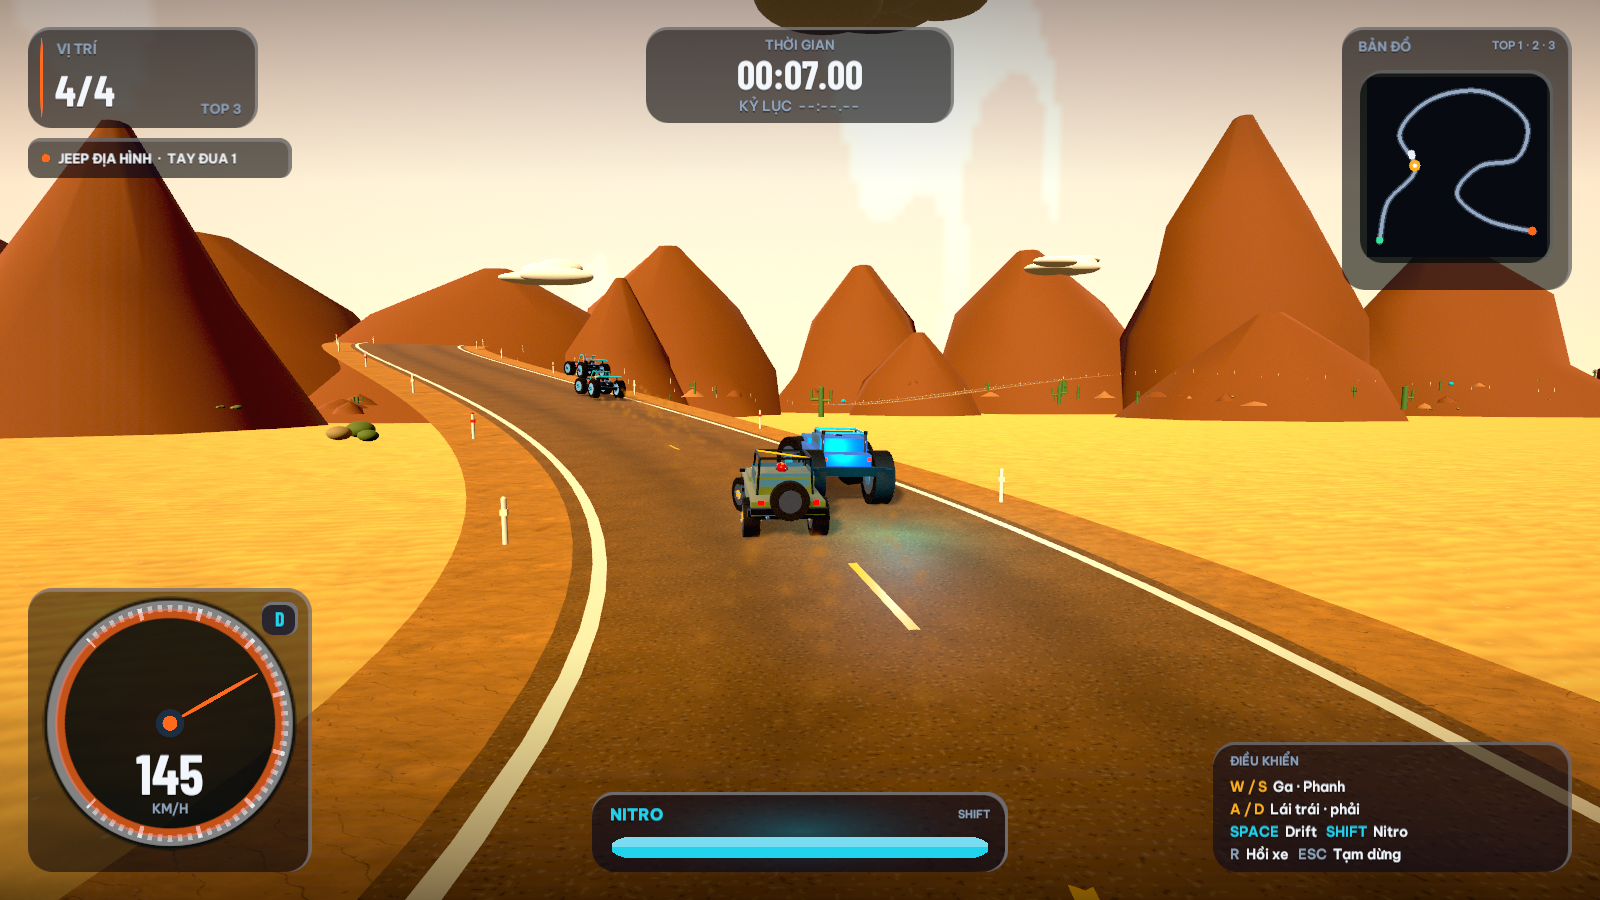 VỊ TRÍ
4/4
TOP 3
JEEP ĐỊA HÌNH · TAY ĐUA 1
THỜI GIAN
00:07.00
KỶ LỤC --:--.--
BẢN ĐỒ
TOP 1 · 2 · 3
D
145
KM/H
NITRO
SHIFT
ĐIỀU KHIỂN
W / S Ga · Phanh
A / D Lái trái · phải
SPACE Drift SHIFT Nitro
R Hồi xe ESC Tạm dừng